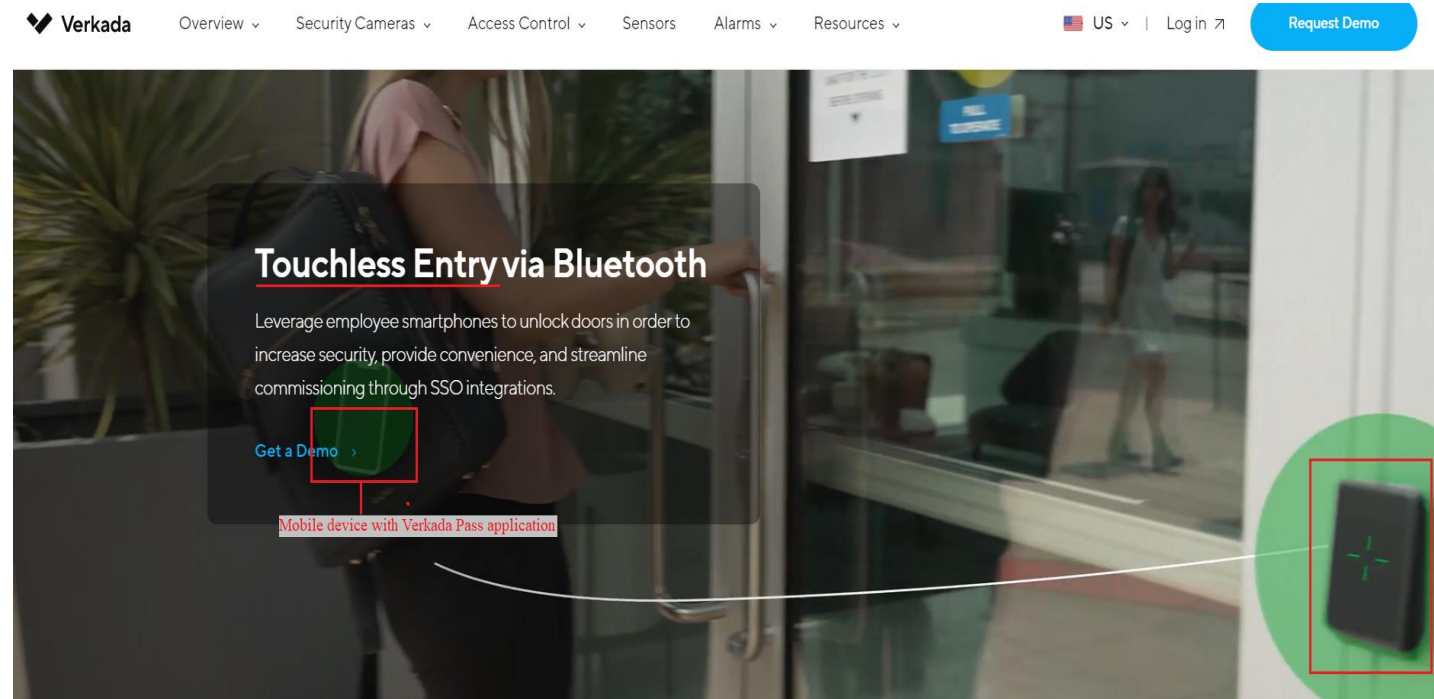 Verkada Overview Security Cameras Access Control Sensors Alarms Resources US | Log in Request Demo
PULL
Touchless Entry via Bluetooth
Leverage employee smartphones to unlock doors in order to
increase security, provide convenience, and streamline
commissioning through SSO integrations.
Get a Demo
Mobile device with Verkada Pass application